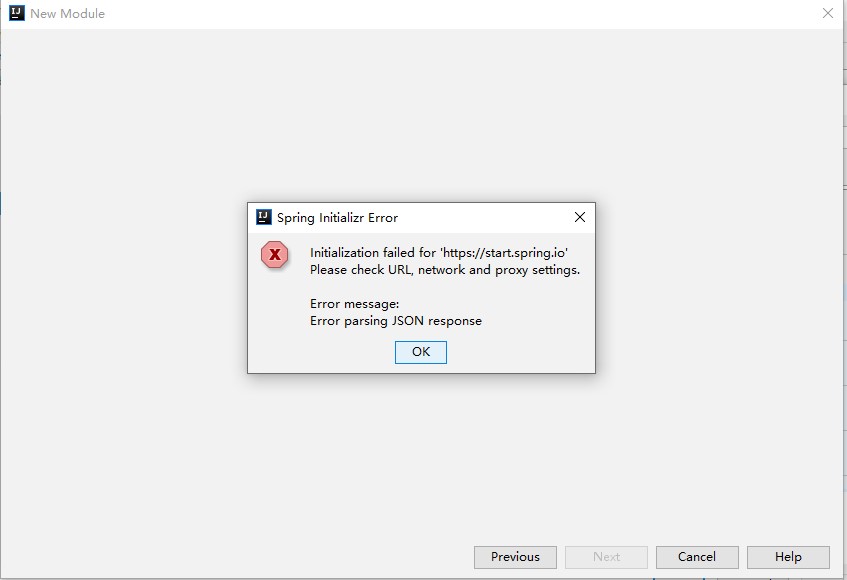 New Module
Spring Initializr Error
Initialization failed for 'https://start.spring.io'
Please check URL, network and proxy settings.
Error message:
Error parsing JSON response
OK
Previous
Next
Cancel
Help